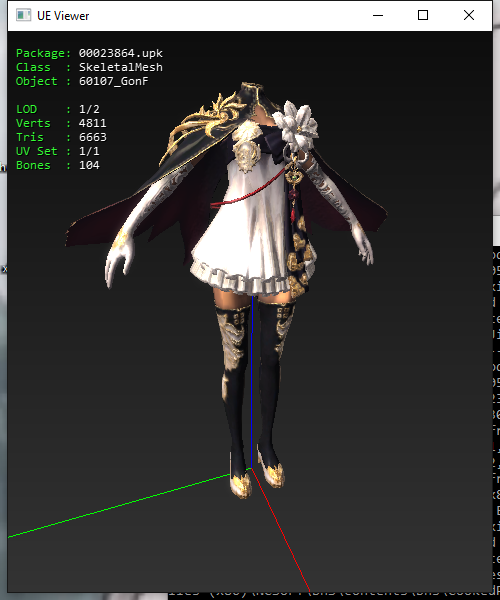 UE Viewer
Package: 00023864.upk
Class : SkeletalMesh
Object : 60107_GonF
LOD : 1/2
Verts : 4811
Tris : 6663
UV Set : 1/1
Bones : 104